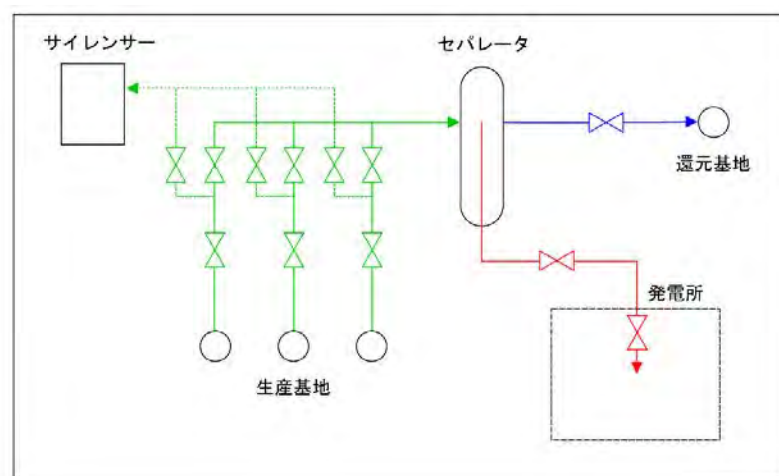 サイレンサー
セパレータ
還元基地
発電所
生産基地